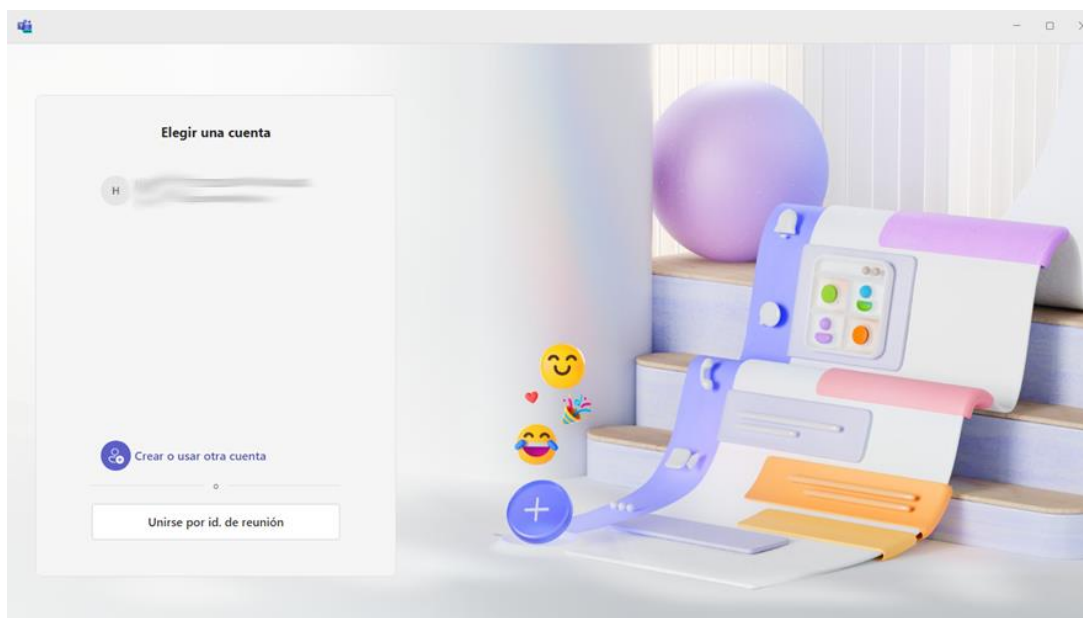 Elegir una cuenta
H
Crear o usar otra cuenta
o
Unirse por id. de reunión